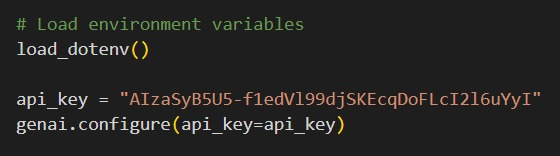 # Load environment variables
load_dotenv()
api_key = "AIzaSyB5U5-f1edVl99djSKEcqDoFLcI2l6uYyI"
genai.configure(api_key=api_key)